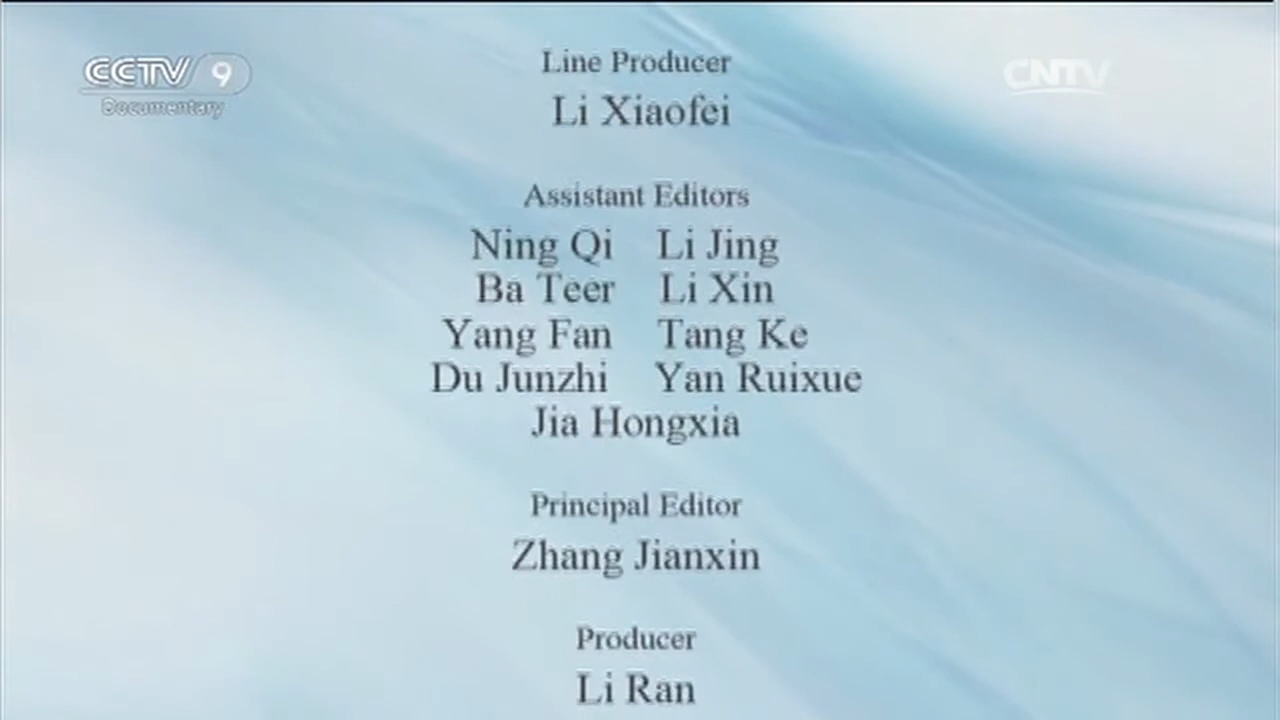 CCTV 9
Documentary
CNTV
Line Producer
Li Xiaofei
Assistant Editors
Ning Qi Li Jing
Ba Teer Li Xin
Yang Fan Tang Ke
Du Junzhi Yan Ruixue
Jia Hongxia
Principal Editor
Zhang Jianxin
Producer
Li Ran